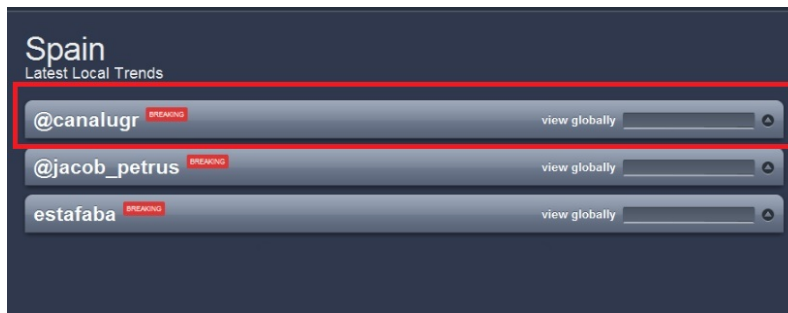 Spain
Latest Local Trends
@canalugr BREAKING view globally
@jacob_petrus BREAKING view globally
estafaba BREAKING view globally